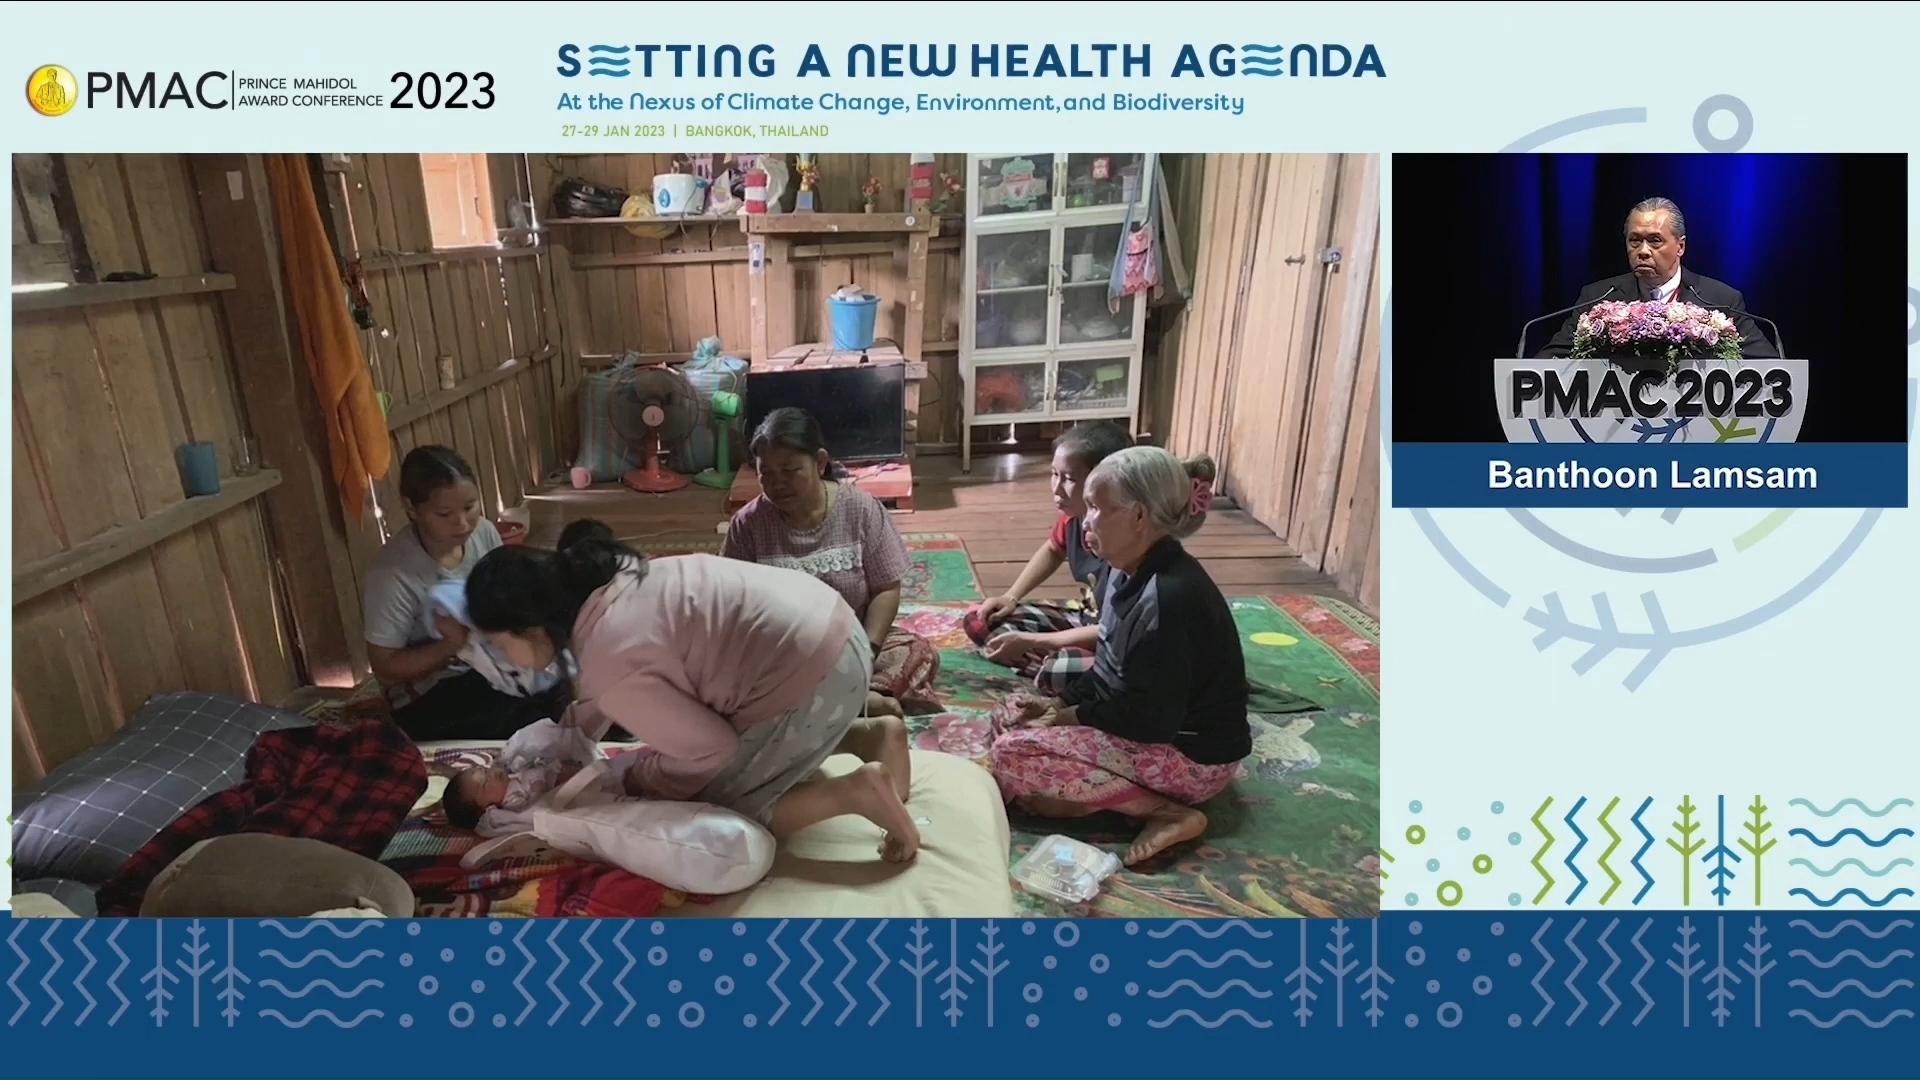 PMAC
PRINCE MAHIDOL
AWARD CONFERENCE
2023
SETTING A NEW HEALTH AGENDA
At the Nexus of Climate Change, Environment, and Biodiversity
27-29 JAN 2023 | BANGKOK, THAILAND
PMAC 2023
Banthoon Lamsam